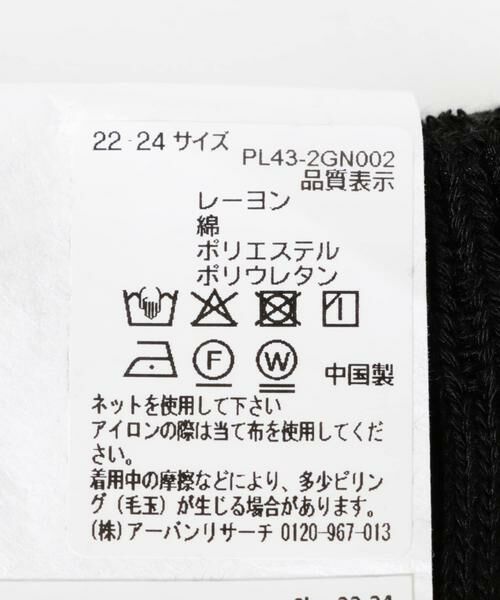 22-24 サイズ
PL43-2GN002
品質表示
レーヨン
綿
ポリエステル
ポリウレタン
F
W
中国製
ネットを使用して下さい
アイロンの際は当て布を使用してくだ
さい。
着用中の摩擦などにより、多少ピリン
グ（毛玉）が生じる場合があります。
(株) アーバンリサーチ 0120-967-013